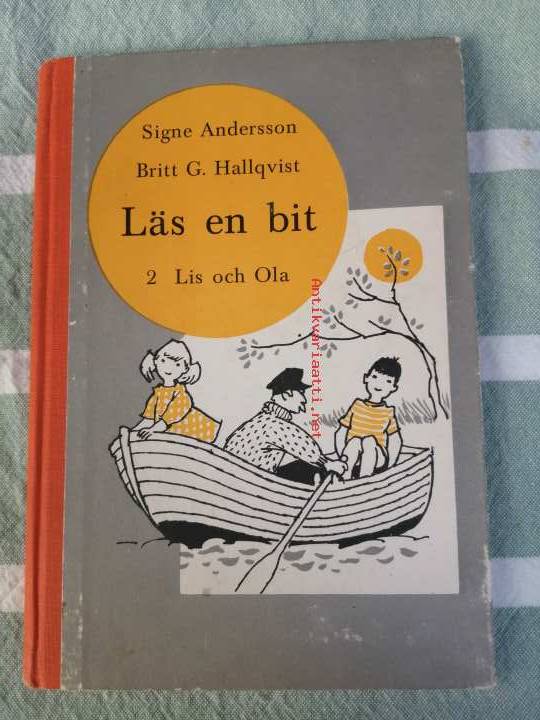 Signe Andersson
Britt G. Hallqvist
Läs en bit
2 Lis och Ola
Antikvariaatti.net